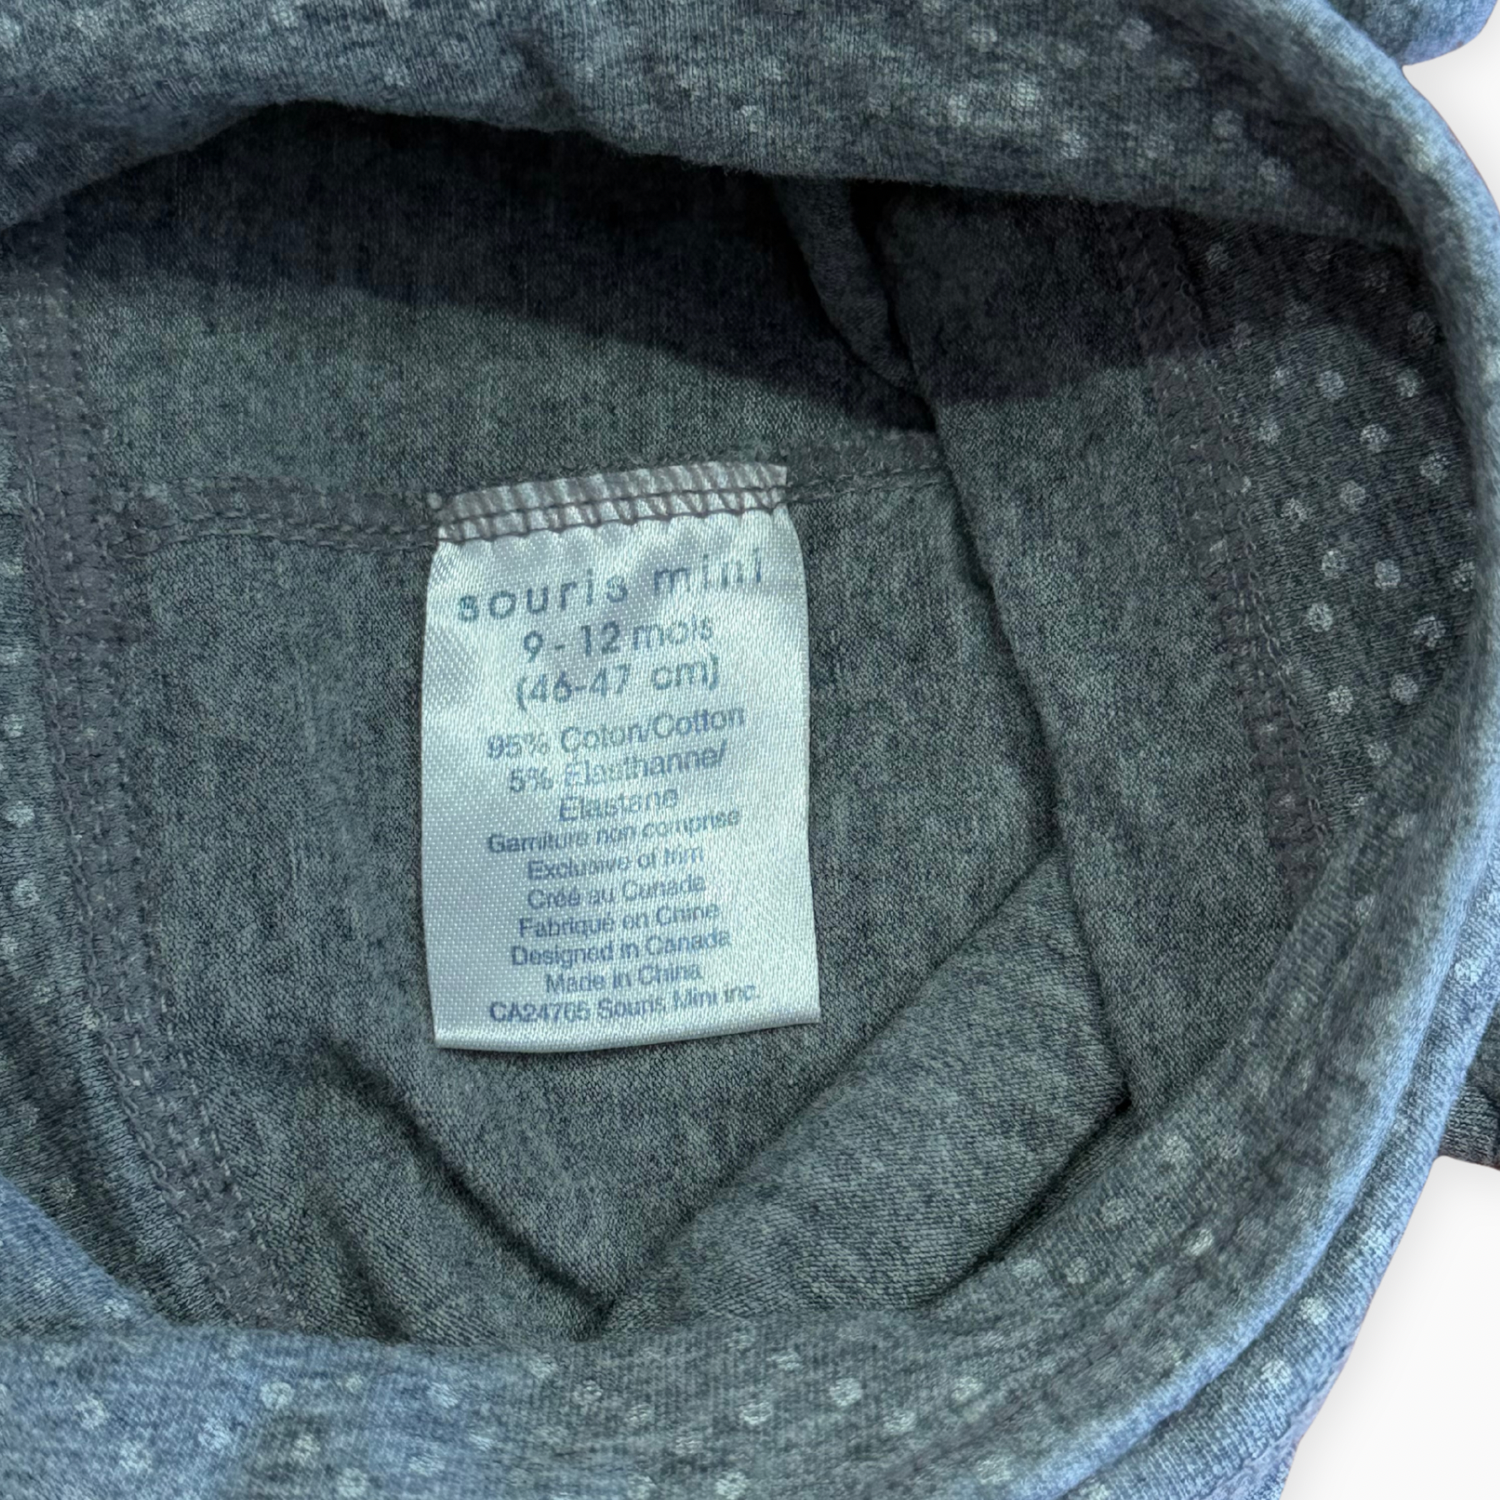 souris mini
9-12 mois
(46-47 cm)
95% Coton/Cotton
5% Élasthanne/
Elastane
Garniture non comprise
Exclusive of trim
Créé au Canada
Fabriqué en Chine
Designed in Canada
Made in China
CA24765 Souris Mini inc.